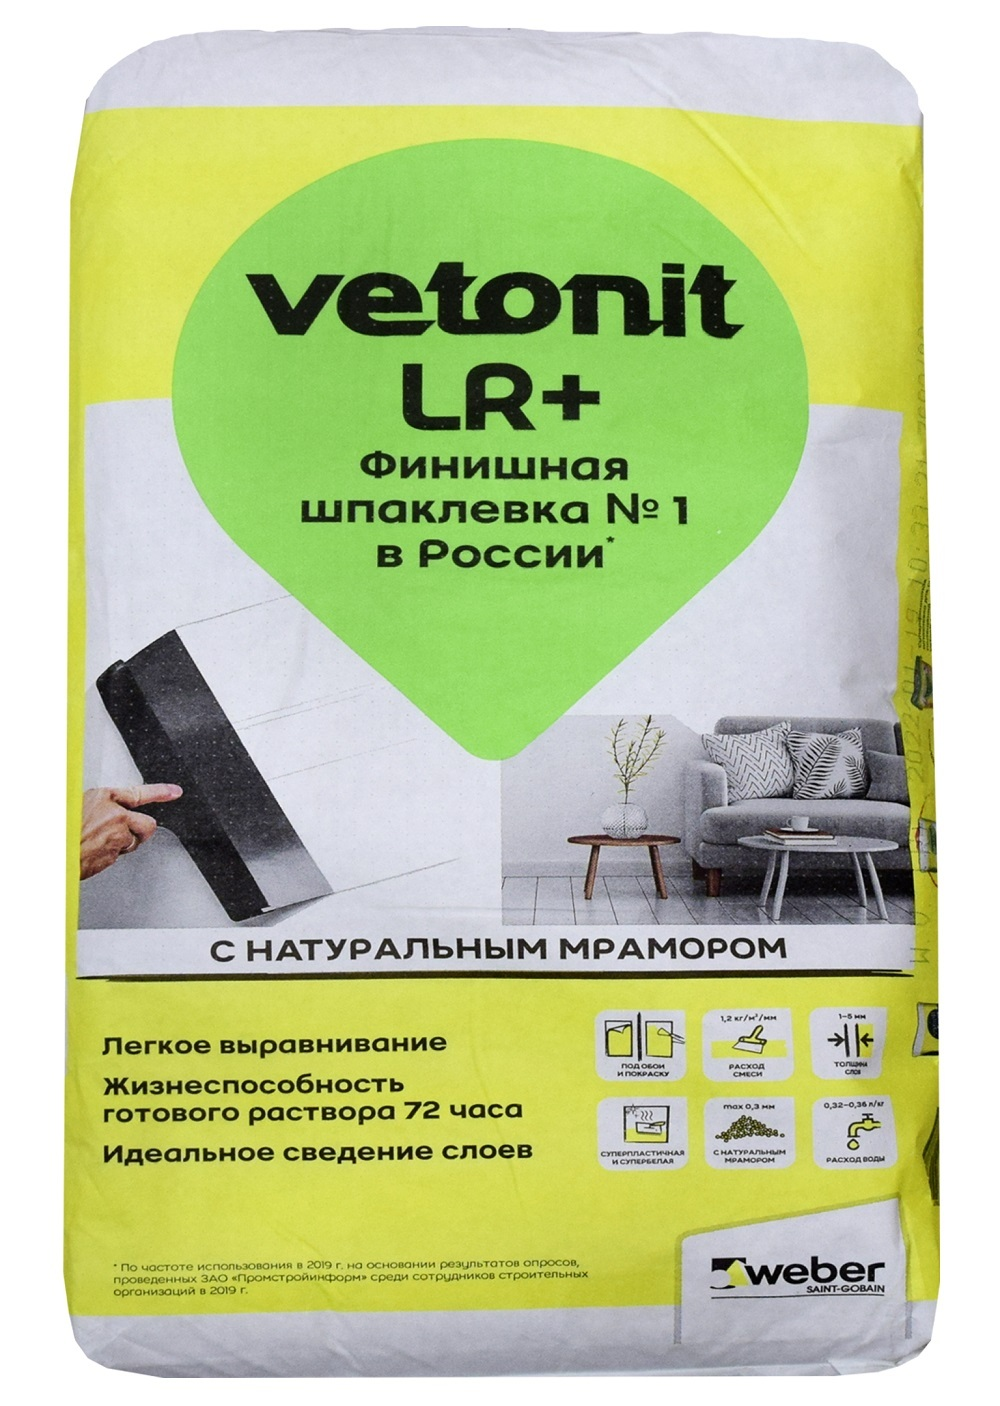 vetonit
LR+
Финишная
шпаклевка № 1
в России*
С НАТУРАЛЬНЫМ МРАМОРОМ
Легкое выравнивание
Жизнеспособность
готового раствора 72 часа
Идеальное сведение слоев
ПОД ОБОИ
И ПОКРАСКУ
1,2 кг/м²/мм
РАСХОД
СМЕСИ
1–5 мм
ТОЛЩИНА
СЛОЯ
СУПЕРПЛАСТИЧНАЯ
И СУПЕРБЕЛАЯ
max 0,3 мм
С НАТУРАЛЬНЫМ
МРАМОРОМ
0,32–0,36 л/кг
РАСХОД ВОДЫ
* По частоте использования в 2019 г. на основании результатов опросов,
проведенных ЗАО «Промстройинформ» среди сотрудников строительных
организаций в 2019 г.
weber
SAINT-GOBAIN